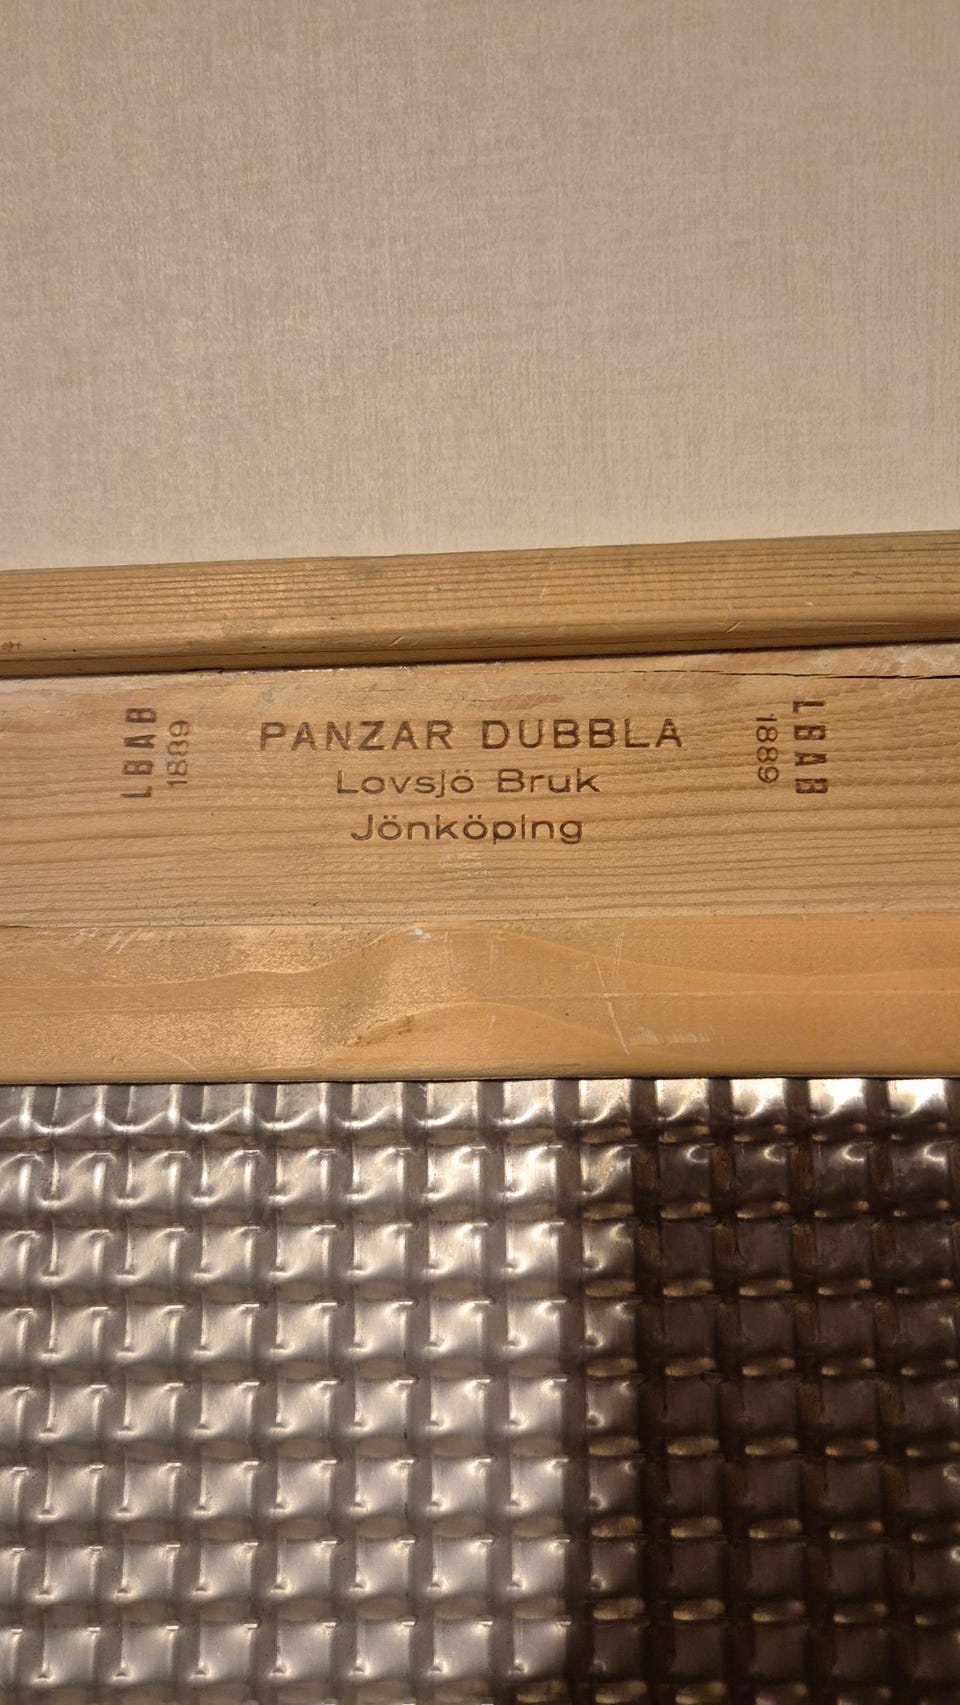 LBAB
1889
PANZAR DUBBLA
Lovsjö Bruk
Jönköping
LBAB
1889